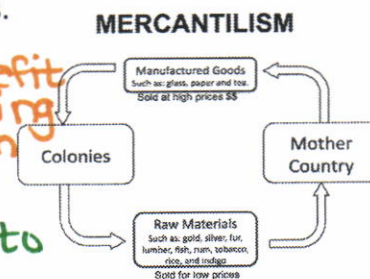 MERCANTILISM
Manufactured Goods
Such as: glass, paper and tea.
Sold at high prices $$
Colonies
Mother
Country
Raw Materials
Such as: gold, silver, fur,
lumber, fish, rum, tobacco,
rice, and indigo
Sold for low prices
to